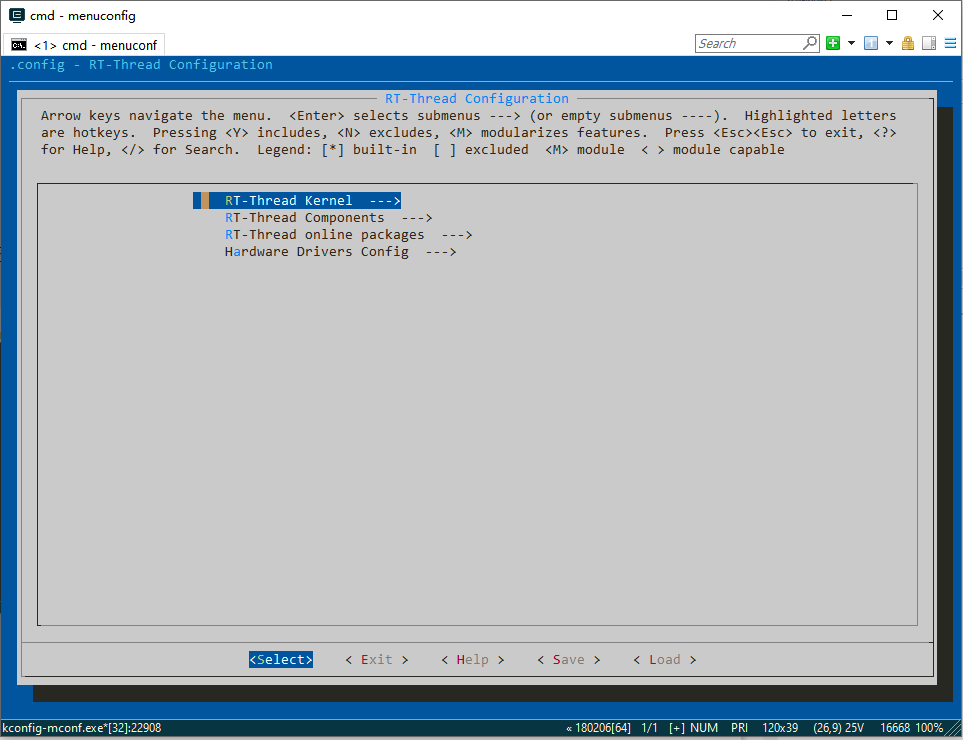 cmd - menuconfig
<1> cmd - menuconf
Search
.config - RT-Thread Configuration
RT-Thread Configuration
Arrow keys navigate the menu.  <Enter> selects submenus ---> (or empty submenus ----).  Highlighted letters
are hotkeys.  Pressing <Y> includes, <N> excludes, <M> modularizes features.  Press <Esc><Esc> to exit, <?>
for Help, </> for Search.  Legend: [*] built-in  [ ] excluded  <M> module  < > module capable
RT-Thread Kernel  --->
RT-Thread Components  --->
RT-Thread online packages  --->
Hardware Drivers Config  --->
<Select>    < Exit >    < Help >    < Save >    < Load >
kconfig-mconf.exe*[32]:22908    « 180206[64]  1/1  [+] NUM  PRI  120x39  (26,9) 25V  16668 100%